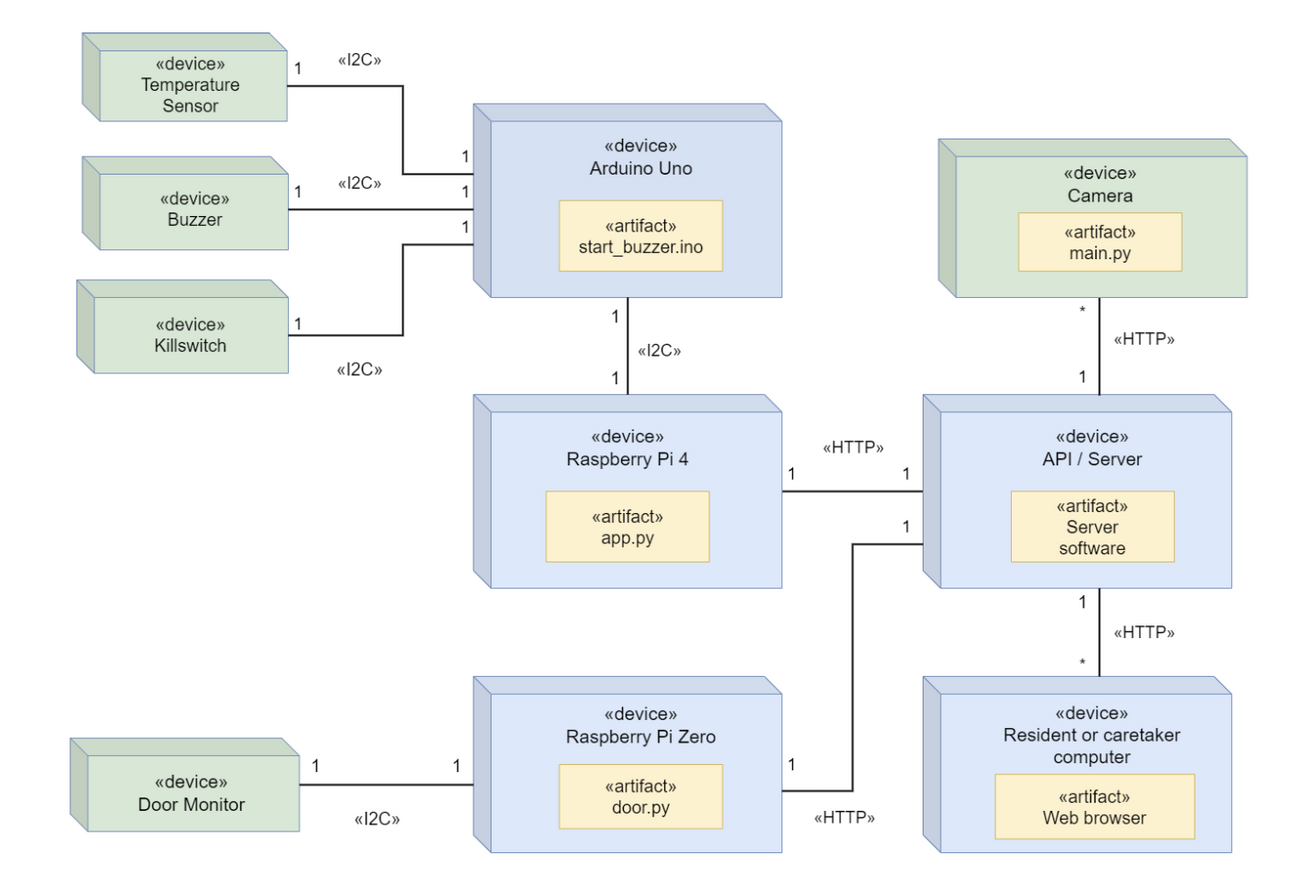 «device»
Temperature
Sensor
1
«I2C»
«device»
Buzzer
1
«I2C»
«device»
Killswitch
1
«I2C»
1
1
1
«device»
Arduino Uno
«artifact»
start_buzzer.ino
1
«I2C»
1
«device»
Camera
«artifact»
main.py
*
«HTTP»
1
«device»
Raspberry Pi 4
«artifact»
app.py
1
«HTTP»
1
1
«device»
API / Server
«artifact»
Server
software
1
«HTTP»
*
«device»
Door Monitor
1
«I2C»
1
«device»
Raspberry Pi Zero
«artifact»
door.py
1
«HTTP»
«device»
Resident or caretaker
computer
«artifact»
Web browser